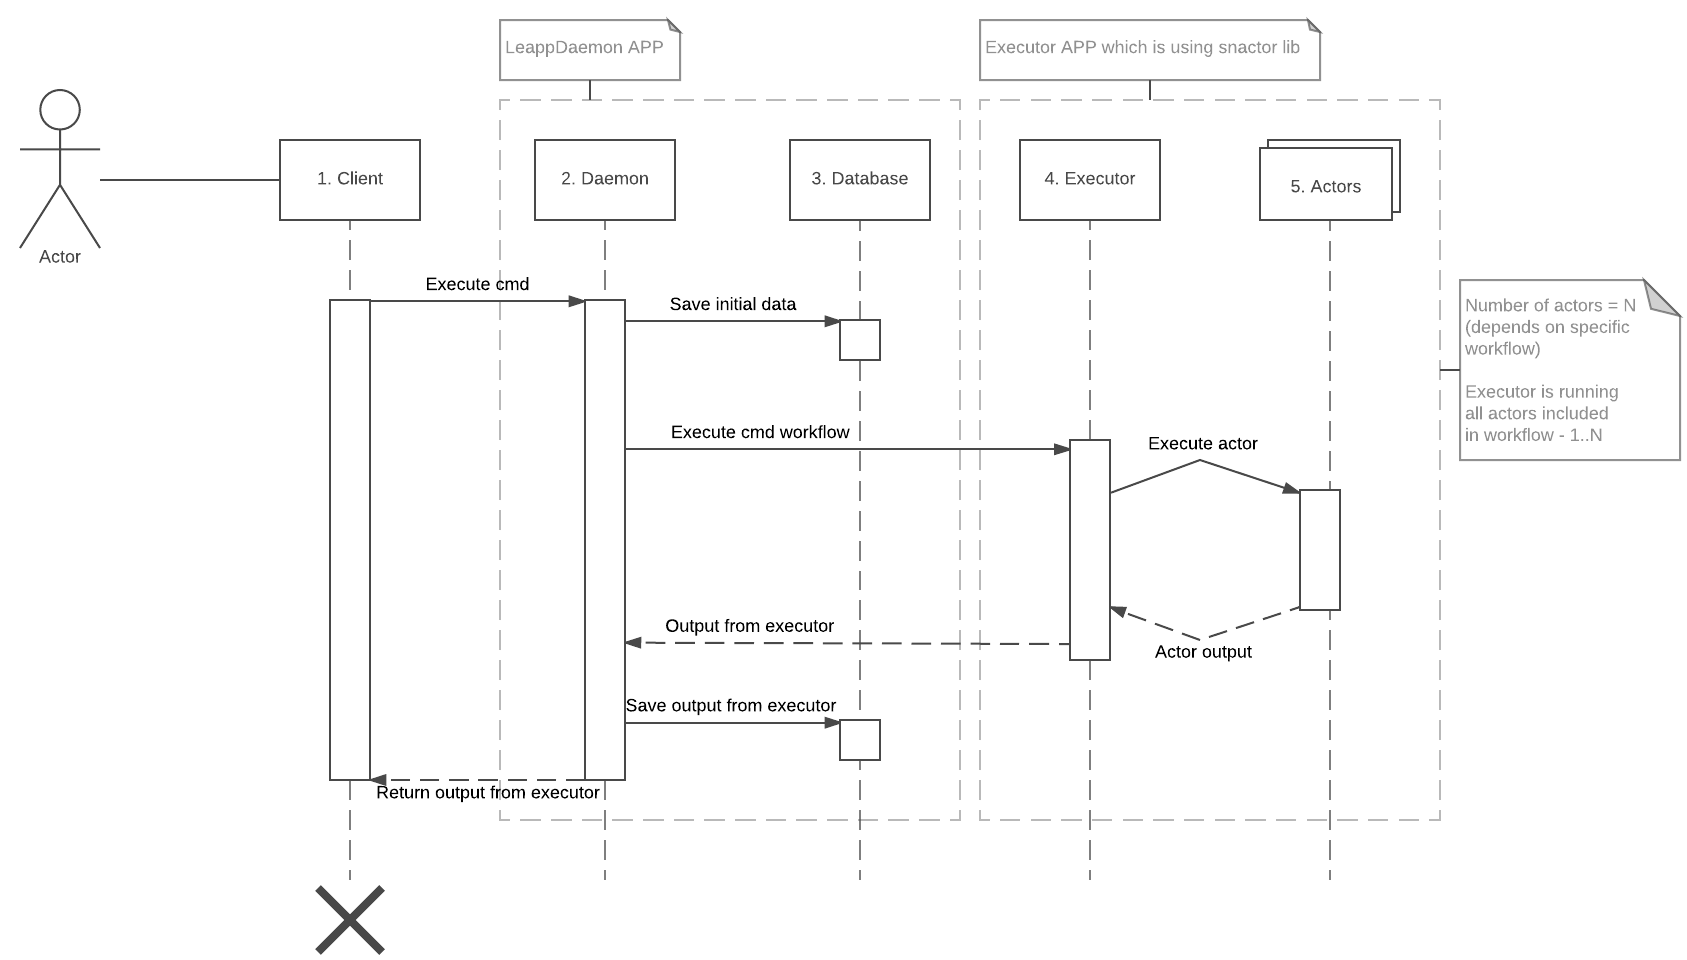 LeappDaemon APP
Executor APP which is using snactor lib
Actor
1. Client
2. Daemon
3. Database
4. Executor
5. Actors
Execute cmd
Save initial data
Number of actors = N
(depends on specific
workflow)
Executor is running
all actors included
in workflow - 1..N
Execute cmd workflow
Execute actor
Output from executor
Actor output
Save output from executor
Return output from executor